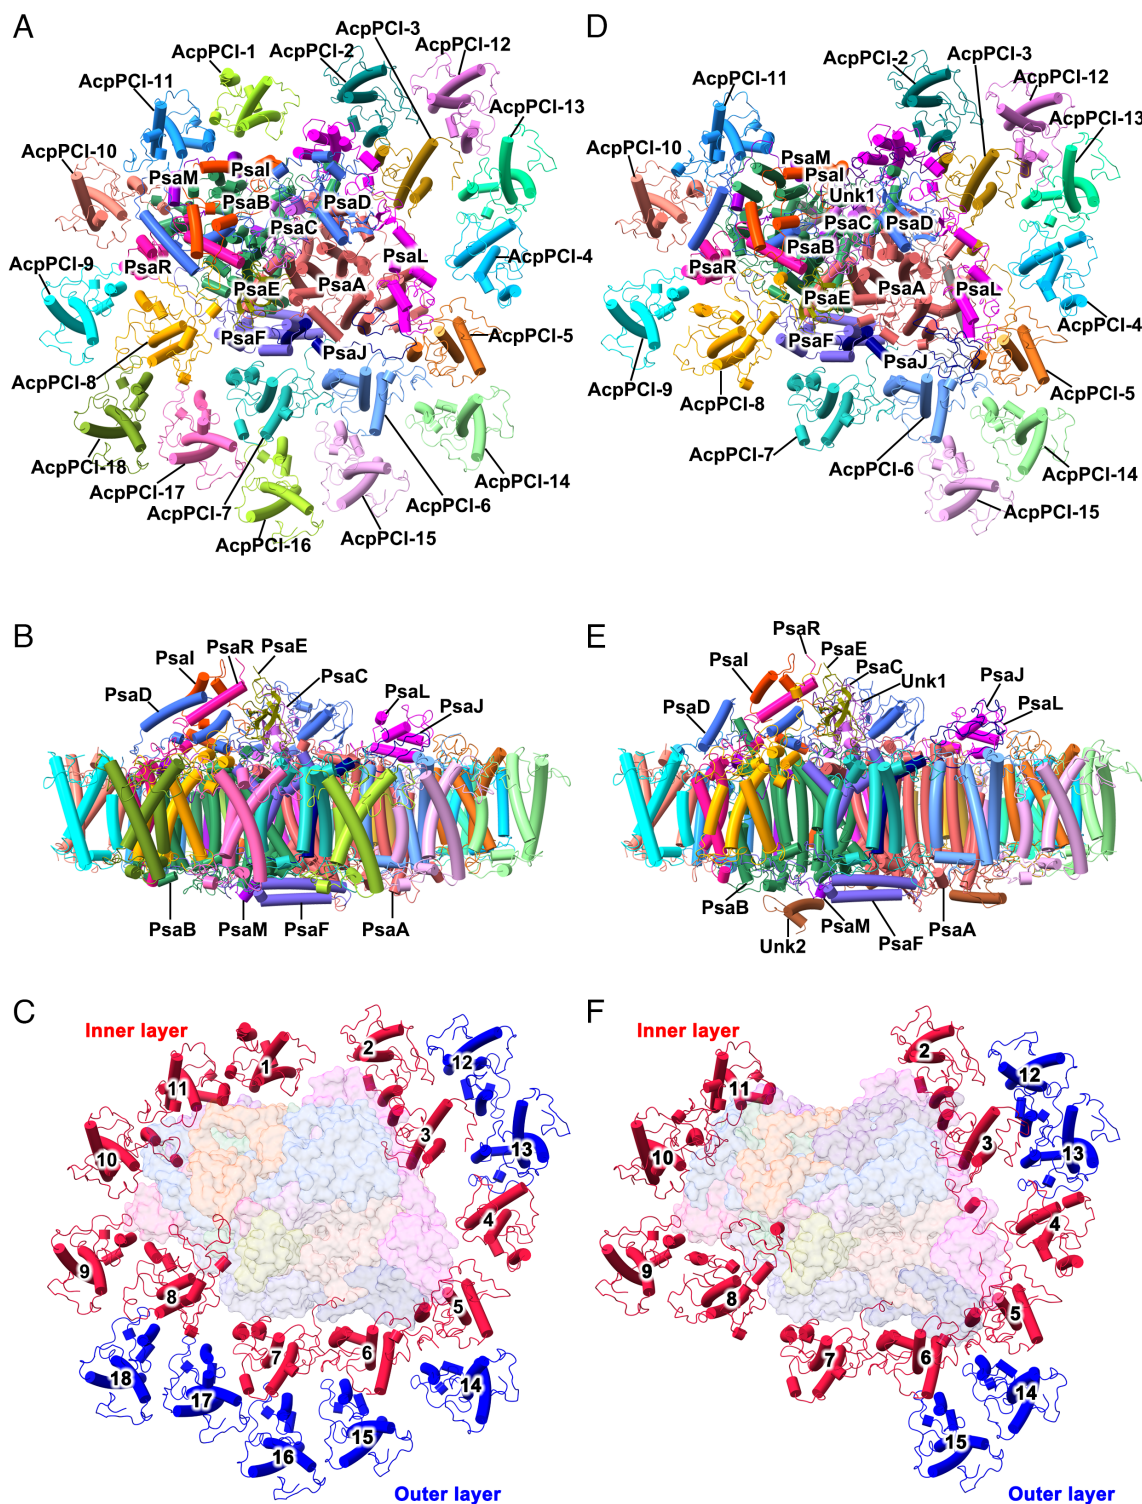 A
AcpPCI-1
AcpPCI-2
AcpPCI-3
AcpPCI-12
AcpPCI-11
AcpPCI-13
AcpPCI-10
PsaM
PsaI
PsaB
PsaD
PsaC
AcpPCI-9
PsaR
PsaL
AcpPCI-4
PsaE
PsaA
PsaF
PsaJ
AcpPCI-5
AcpPCI-8
AcpPCI-18
AcpPCI-17
AcpPCI-7
AcpPCI-16
AcpPCI-15
AcpPCI-6
AcpPCI-14
D
AcpPCI-2
AcpPCI-3
AcpPCI-11
AcpPCI-12
AcpPCI-13
AcpPCI-10
PsaM
PsaI
Unk1
PsaC
PsaD
PsaB
PsaR
PsaE
PsaA
PsaL
PsaF
PsaJ
AcpPCI-4
AcpPCI-9
AcpPCI-8
AcpPCI-5
AcpPCI-7
AcpPCI-6
AcpPCI-14
AcpPCI-15
B
PsaI
PsaR
PsaE
PsaD
PsaC
PsaL
PsaJ
PsaB
PsaM
PsaF
PsaA
E
PsaR
PsaE
PsaI
PsaC
Unk1
PsaJ
PsaD
PsaL
PsaB
Unk2
PsaM
PsaF
PsaA
C
Inner layer
1
2
12
11
3
13
10
4
9
8
5
7
6
18
17
14
16
15
Outer layer
F
Inner layer
2
12
11
3
13
10
4
9
8
5
7
6
14
15
Outer layer